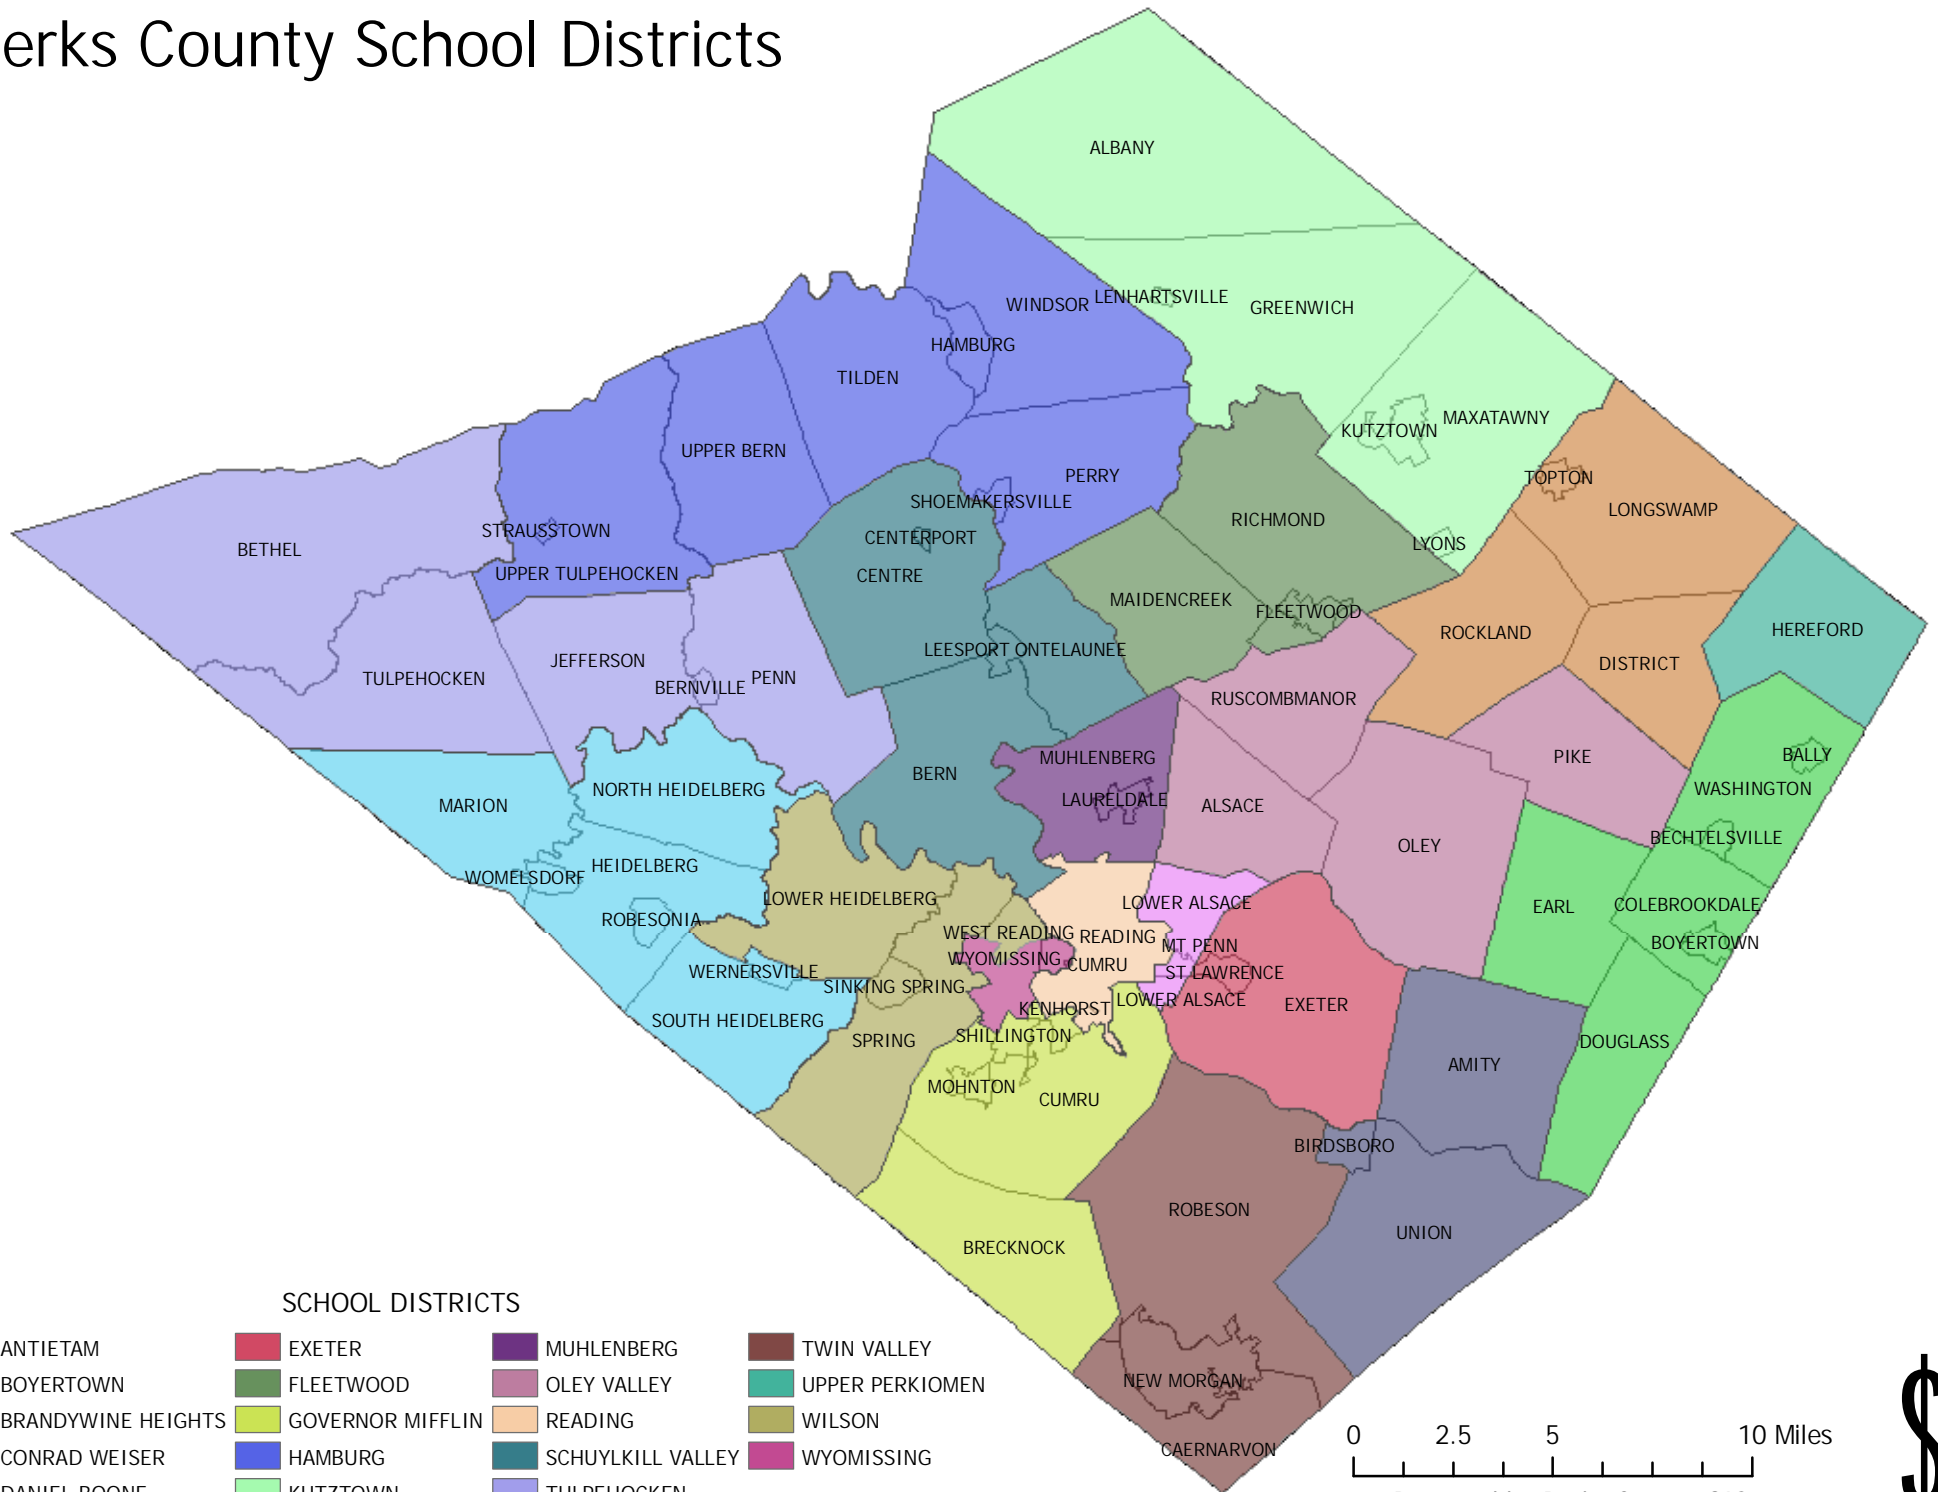 erks County School Districts
ALBANY
WINDSOR
LENHARTSVILLE
GREENWICH
HAMBURG
TILDEN
MAXATAWNY
KUTZTOWN
UPPER BERN
PERRY
TOPTON
SHOEMAKERSVILLE
LONGSWAMP
RICHMOND
STRAUSSTOWN
CENTERPORT
LYONS
BETHEL
UPPER TULPEHOCKEN
CENTRE
MAIDENCREEK
FLEETWOOD
HEREFORD
ROCKLAND
LEESPORT
ONTELAUNEE
JEFFERSON
DISTRICT
TULPEHOCKEN
PENN
BERNVILLE
RUSCOMBMANOR
MUHLENBERG
PIKE
BALLY
BERN
NORTH HEIDELBERG
WASHINGTON
LAURELDALE
MARION
ALSACE
BECHTELSVILLE
OLEY
HEIDELBERG
WOMELSDORF
LOWER HEIDELBERG
LOWER ALSACE
EARL
COLEBROOKDALE
ROBESONIA
WEST READING
READING
BOYERTOWN
MT PENN
WYOMISSING
CUMRU
WERNERSVILLE
ST LAWRENCE
SINKING SPRING
LOWER ALSACE
EXETER
KENHORST
SOUTH HEIDELBERG
SHILLINGTON
SPRING
DOUGLASS
AMITY
MOHNTON
CUMRU
BIRDSBORO
ROBESON
UNION
BRECKNOCK
NEW MORGAN
CAERNARVON
SCHOOL DISTRICTS
ANTIETAM EXETER MUHLENBERG TWIN VALLEY
BOYERTOWN FLEETWOOD OLEY VALLEY UPPER PERKIOMEN
BRANDYWINE HEIGHTS GOVERNOR MIFFLIN READING WILSON
CONRAD WEISER HAMBURG SCHUYLKILL VALLEY WYOMISSING
DANIEL BOONE KUTZTOWN TULPEHOCKEN
0 2.5 5 10 Miles
$